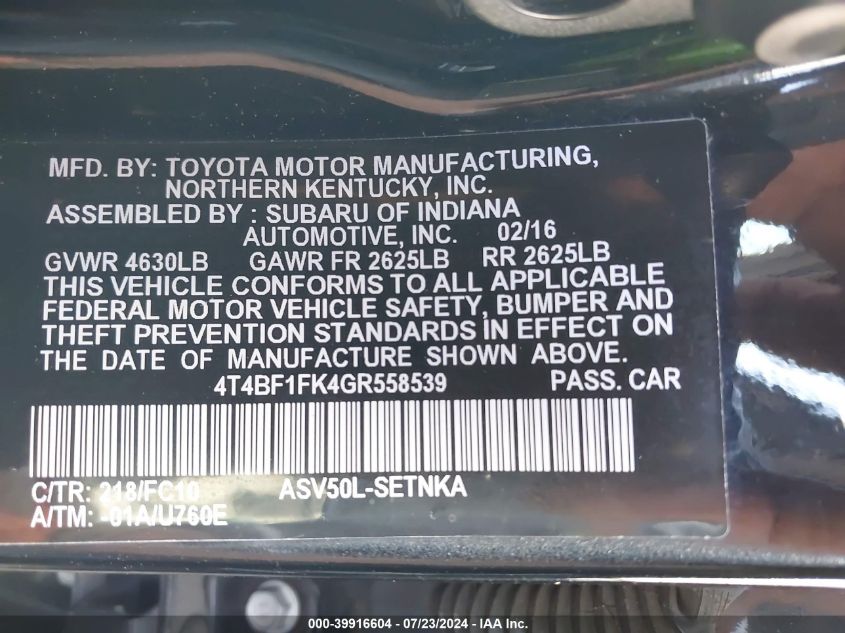 MFD. BY: TOYOTA MOTOR MANUFACTURING,
NORTHERN KENTUCKY, INC.
ASSEMBLED BY : SUBARU OF INDIANA
AUTOMOTIVE, INC. 02/16
GVWR 4630LB GAWR FR 2625LB RR 2625LB
THIS VEHICLE CONFORMS TO ALL APPLICABLE
FEDERAL MOTOR VEHICLE SAFETY, BUMPER AND
THEFT PREVENTION STANDARDS IN EFFECT ON
THE DATE OF MANUFACTURE SHOWN ABOVE.
4T4BF1FK4GR558539 PASS. CAR
C/TR: 218/FC10 ASV50L-SETNKA
A/TM: -01A/U760E
000-39916604 / 07/23/2024 - IAA Inc.